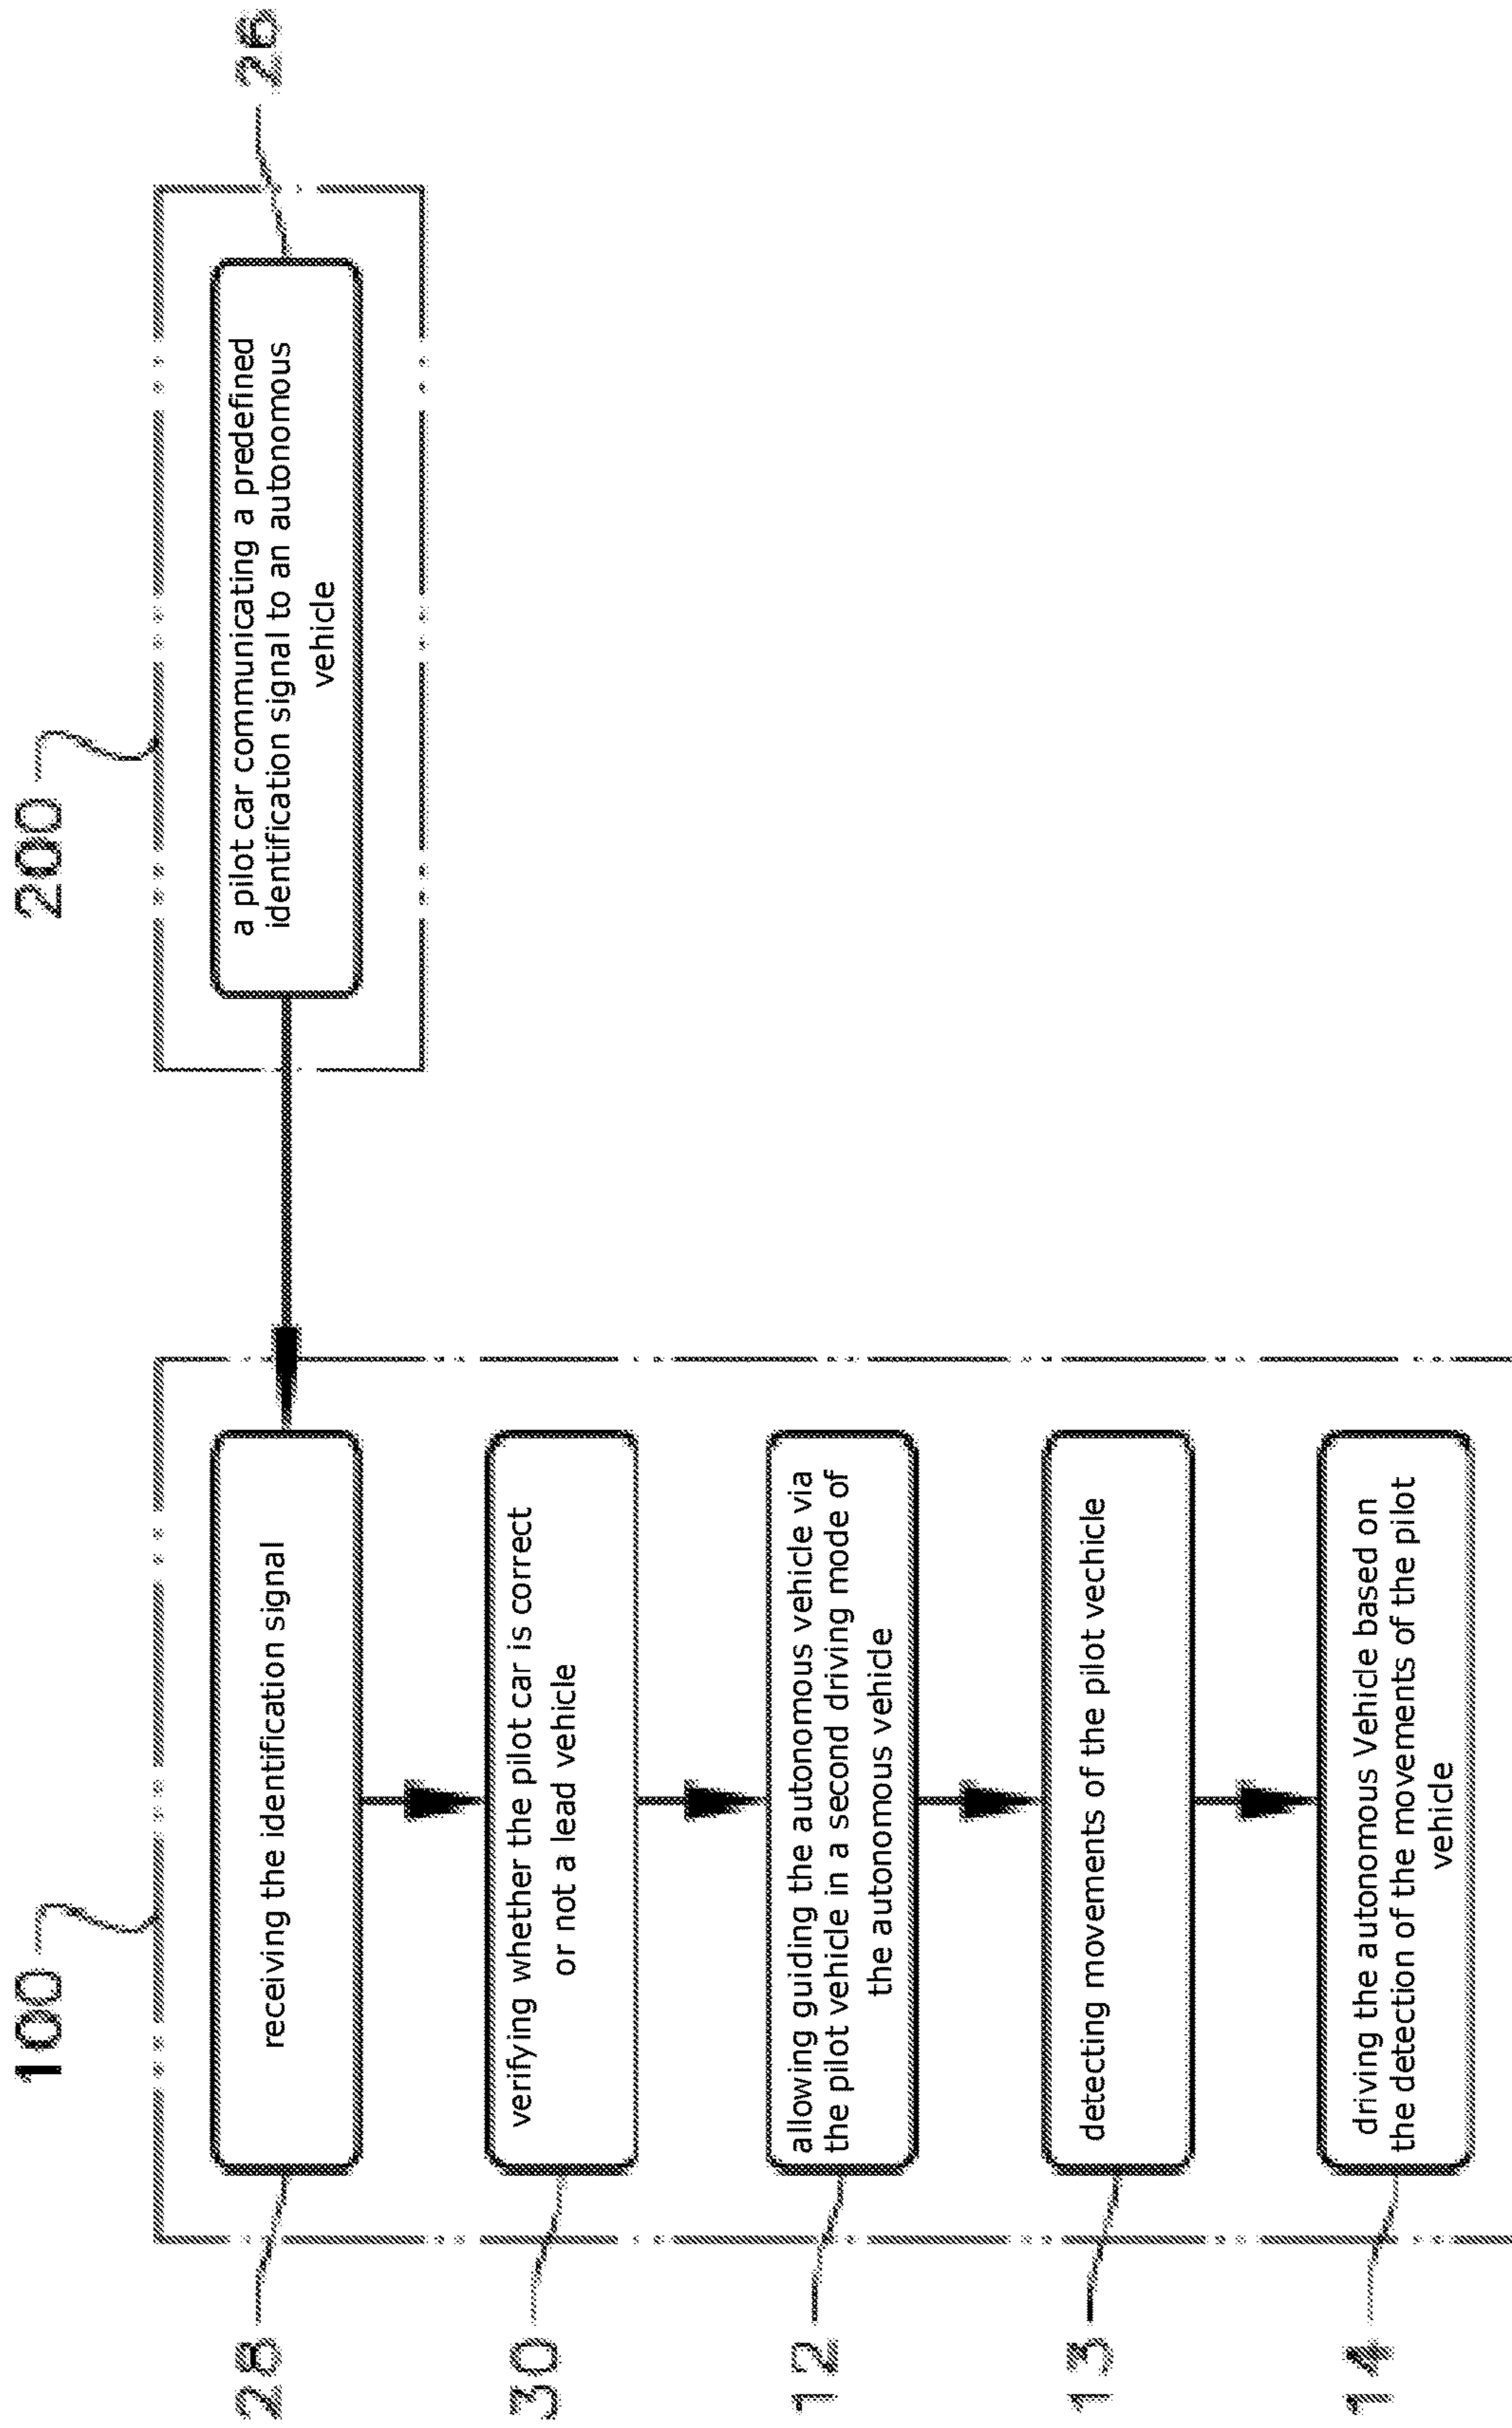 100
200
28
receiving the identification signal
a pilot car communicating a predefined
identification signal to an autonomous
vehicle
26
30
verifying whether the pilot car is correct
or not a lead vehicle
12
allowing guiding the autonomous vehicle via
the pilot vehicle in a second driving mode of
the autonomous vehicle
13
detecting movements of the pilot vechicle
14
driving the autonomous Vehicle based on
the detection of the movements of the pilot
vehicle